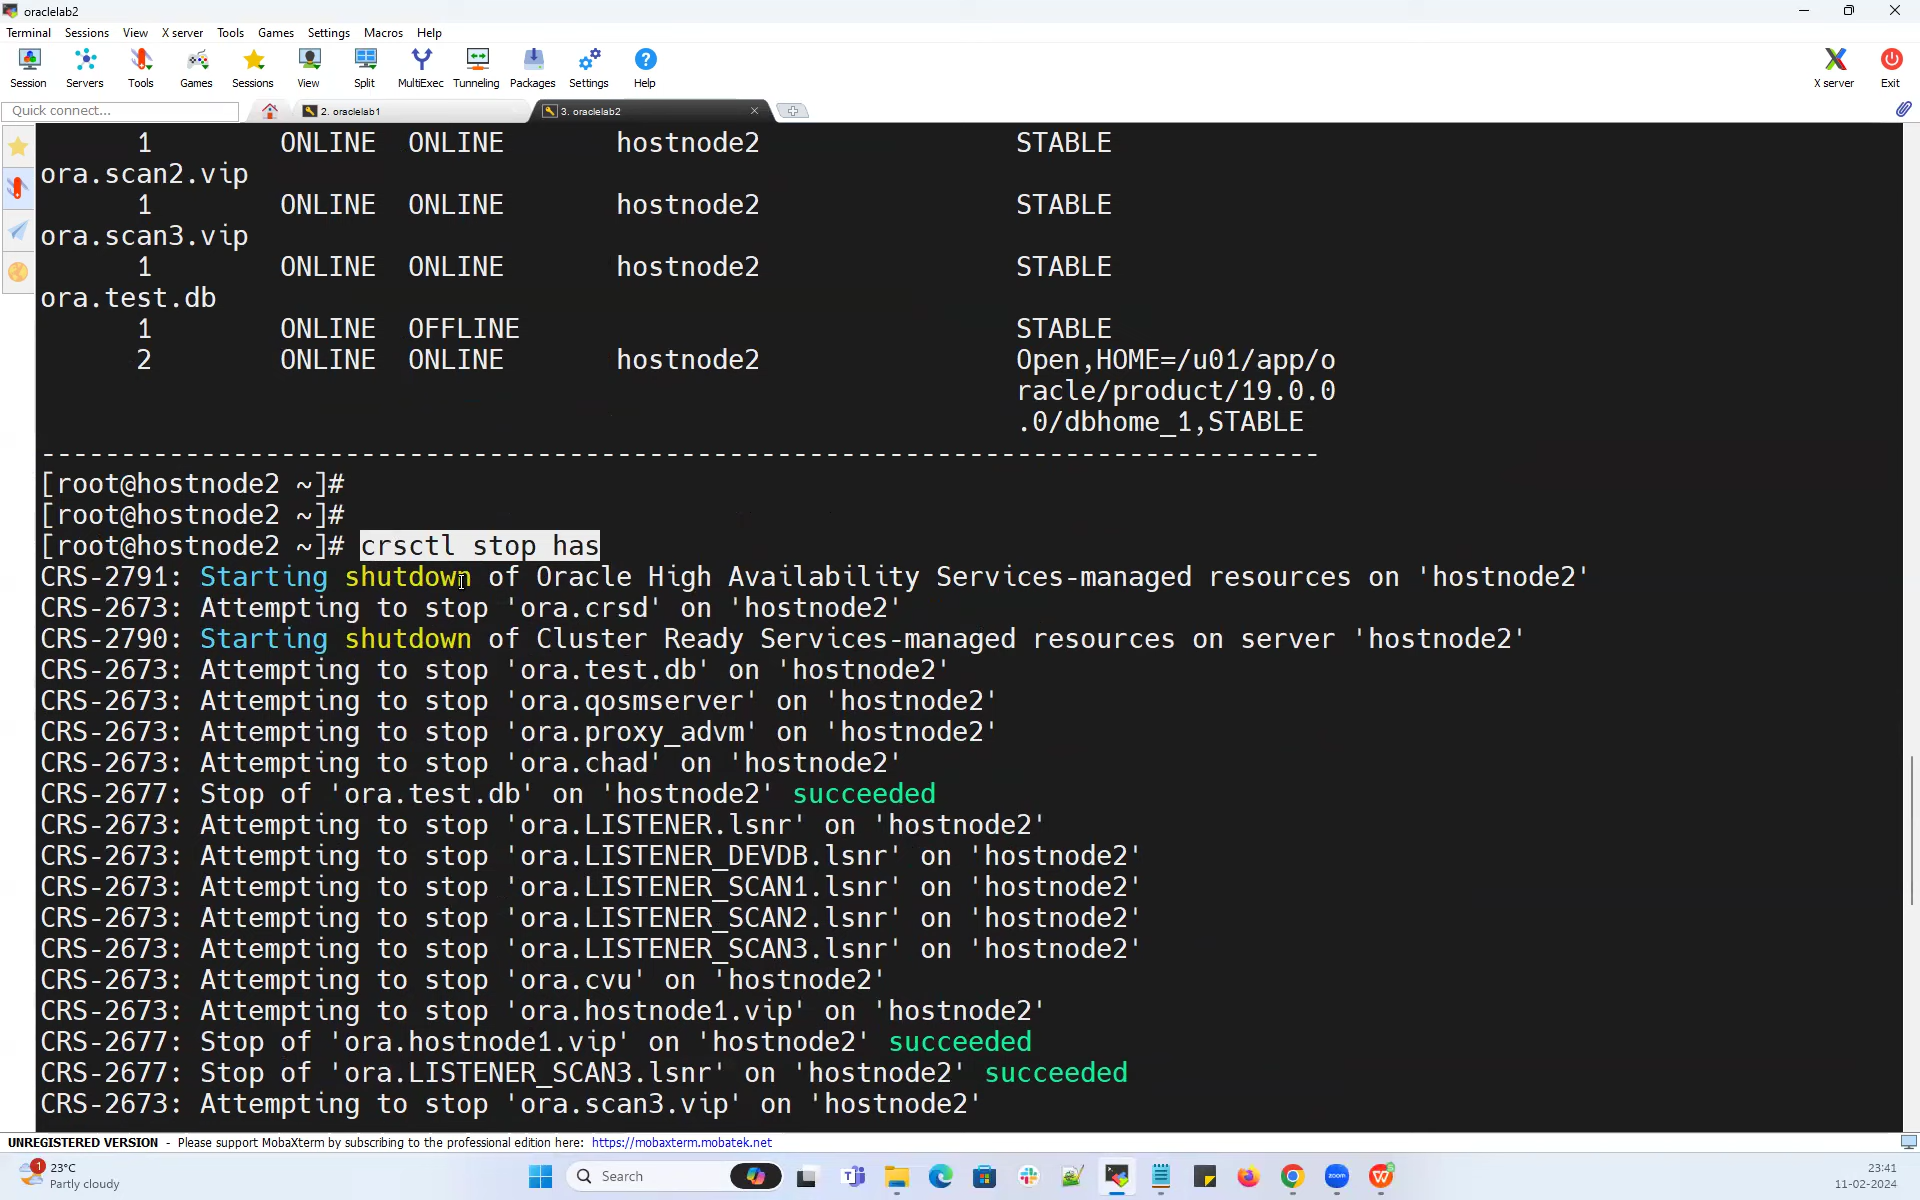 oraclelab2
Terminal Sessions View X server Tools Games Settings Macros Help
Session Servers Tools Games Sessions View Split MultiExec Tunneling Packages Settings Help X server Exit
Quick connect... 2. oraclelab1 3. oraclelab2
1 ONLINE ONLINE hostnode2 STABLE
ora.scan2.vip
1 ONLINE ONLINE hostnode2 STABLE
ora.scan3.vip
1 ONLINE ONLINE hostnode2 STABLE
ora.test.db
1 ONLINE OFFLINE STABLE
2 ONLINE ONLINE hostnode2 Open,HOME=/u01/app/o
racle/product/19.0.0
.0/dbhome_1,STABLE
--------------------------------------------------------------------------------
[root@hostnode2 ~]#
[root@hostnode2 ~]#
[root@hostnode2 ~]# crsctl stop has
CRS-2791: Starting shutdown of Oracle High Availability Services-managed resources on 'hostnode2'
CRS-2673: Attempting to stop 'ora.crsd' on 'hostnode2'
CRS-2790: Starting shutdown of Cluster Ready Services-managed resources on server 'hostnode2'
CRS-2673: Attempting to stop 'ora.test.db' on 'hostnode2'
CRS-2673: Attempting to stop 'ora.qosmserver' on 'hostnode2'
CRS-2673: Attempting to stop 'ora.proxy_advm' on 'hostnode2'
CRS-2673: Attempting to stop 'ora.chad' on 'hostnode2'
CRS-2677: Stop of 'ora.test.db' on 'hostnode2' succeeded
CRS-2673: Attempting to stop 'ora.LISTENER.lsnr' on 'hostnode2'
CRS-2673: Attempting to stop 'ora.LISTENER_DEVDB.lsnr' on 'hostnode2'
CRS-2673: Attempting to stop 'ora.LISTENER_SCAN1.lsnr' on 'hostnode2'
CRS-2673: Attempting to stop 'ora.LISTENER_SCAN2.lsnr' on 'hostnode2'
CRS-2673: Attempting to stop 'ora.LISTENER_SCAN3.lsnr' on 'hostnode2'
CRS-2673: Attempting to stop 'ora.cvu' on 'hostnode2'
CRS-2673: Attempting to stop 'ora.hostnode1.vip' on 'hostnode2'
CRS-2677: Stop of 'ora.hostnode1.vip' on 'hostnode2' succeeded
CRS-2677: Stop of 'ora.LISTENER_SCAN3.lsnr' on 'hostnode2' succeeded
CRS-2673: Attempting to stop 'ora.scan3.vip' on 'hostnode2'
UNREGISTERED VERSION - Please support MobaXterm by subscribing to the professional edition here: https://mobaxterm.mobatek.net
1 23°C
Partly cloudy
Search
zoom
23:41
11-02-2024